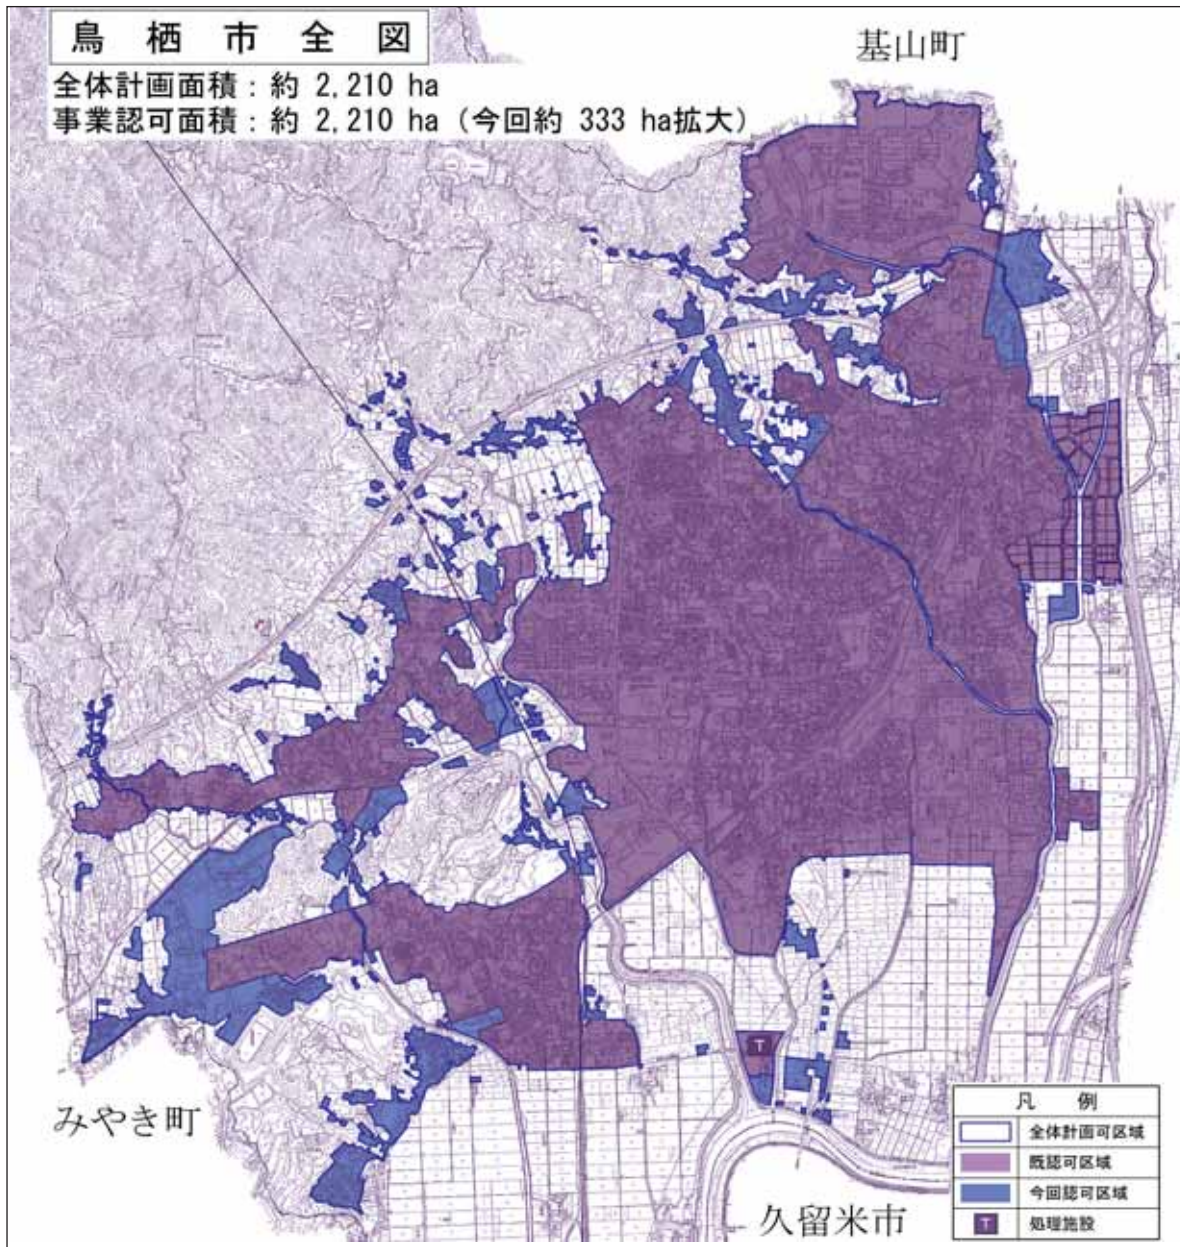 鳥栖市全図
全体計画面積：約 2,210 ha
事業認可面積：約 2,210 ha（今回約 333 ha拡大）
基山町
みやき町
久留米市
T
凡例
全体計画可区域
既認可区域
今回認可区域
T 処理施設